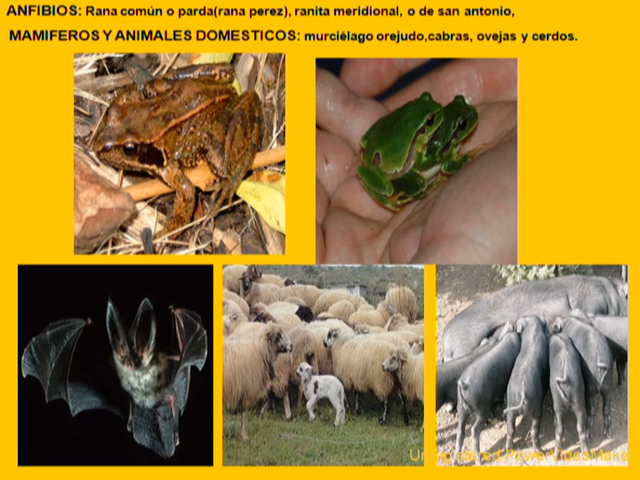 ANFIBIOS: Rana común o parda(rana perez), ranita meridional, o de san antonio,
MAMIFEROS Y ANIMALES DOMESTICOS: murciélago orejudo,cabras, ovejas y cerdos.